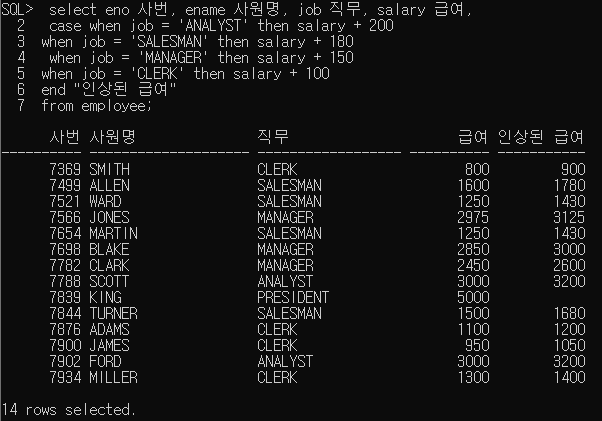 SQL>  select eno 사번, ename 사원명, job 직무, salary 급여,
  2   case when job = 'ANALYST' then salary + 200
  3  when job = 'SALESMAN' then salary + 180
  4   when job = 'MANAGER' then salary + 150
  5  when job = 'CLERK' then salary + 100
  6  end "인상된 급여"
  7  from employee;
사번 사원명 직무 급여 인상된 급여
---------- -------------------- ------------------ ---------- -----------
7369 SMITH CLERK 800 900
7499 ALLEN SALESMAN 1600 1780
7521 WARD SALESMAN 1250 1430
7566 JONES MANAGER 2975 3125
7654 MARTIN SALESMAN 1250 1430
7698 BLAKE MANAGER 2850 3000
7782 CLARK MANAGER 2450 2600
7788 SCOTT ANALYST 3000 3200
7839 KING PRESIDENT 5000
7844 TURNER SALESMAN 1500 1680
7876 ADAMS CLERK 1100 1200
7900 JAMES CLERK 950 1050
7902 FORD ANALYST 3000 3200
7934 MILLER CLERK 1300 1400
14 rows selected.